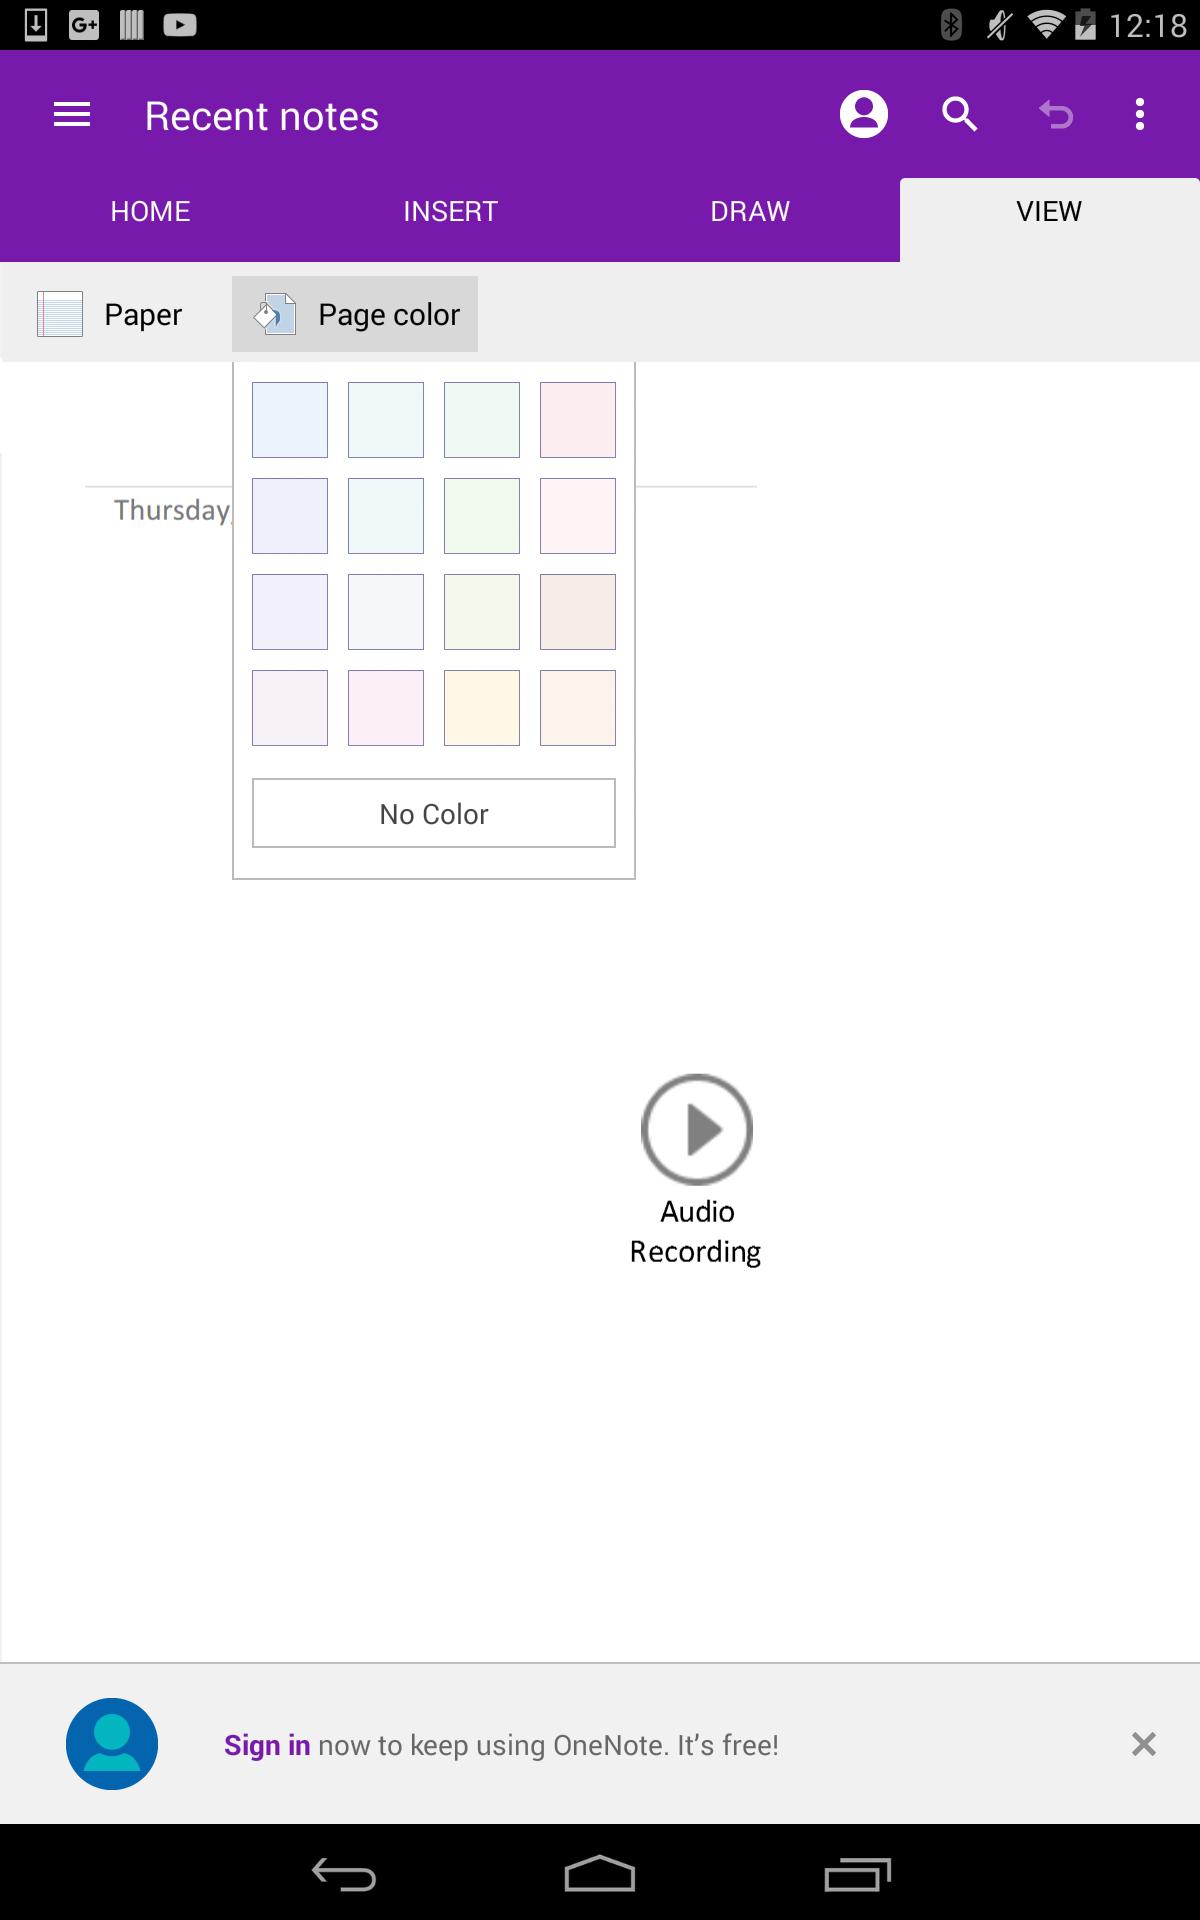 12:18
Recent notes
HOME INSERT DRAW VIEW
Paper Page color
Thursday,
No Color
Audio
Recording
Sign in now to keep using OneNote. It's free!